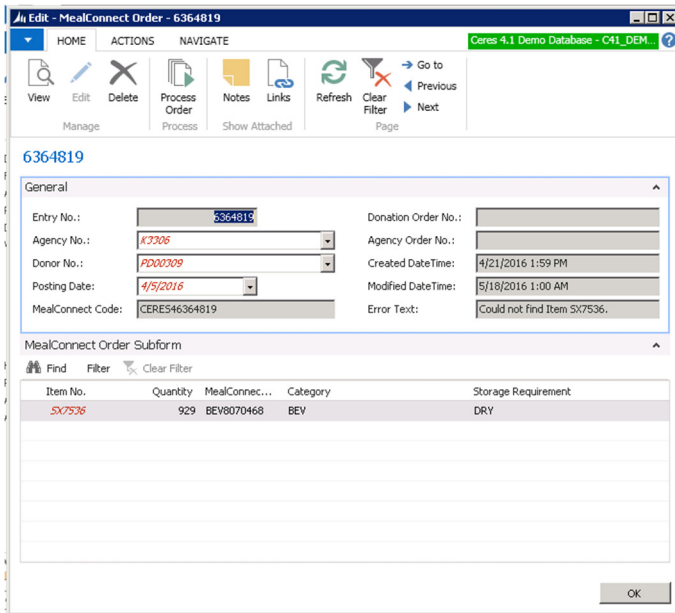 Edit - MealConnect Order - 6364819
HOME ACTIONS NAVIGATE Ceres 4.1 Demo Database - C41_DEM...
View Edit Delete Process Order Notes Links Refresh Clear Filter Go to
Previous
Next
Manage Process Show Attached Page
6364819
General
Entry No.: 6364819 Donation Order No.:
Agency No.: K3306 Agency Order No.:
Donor No.: PD00309 Created DateTime: 4/21/2016 1:59 PM
Posting Date: 4/5/2016 Modified DateTime: 5/18/2016 1:00 AM
MealConnect Code: CERES46364819 Error Text: Could not find Item SX7536.
MealConnect Order Subform
Find Filter Clear Filter
Item No. Quantity MealConnec... Category Storage Requirement
SX7536 929 BEV8070468 BEV DRY
OK